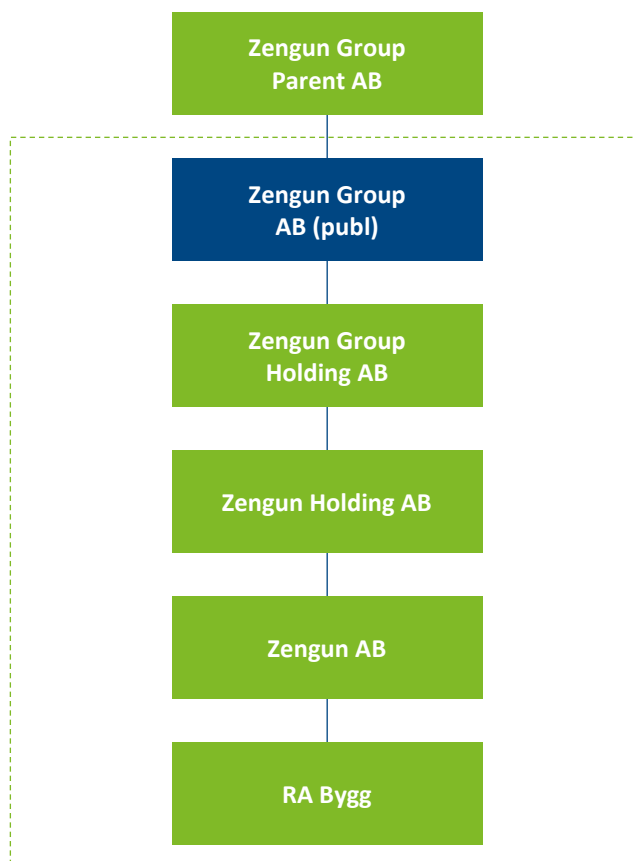 Zengun Group
Parent AB
Zengun Group
AB (publ)
Zengun Group
Holding AB
Zengun Holding AB
Zengun AB
RA Bygg